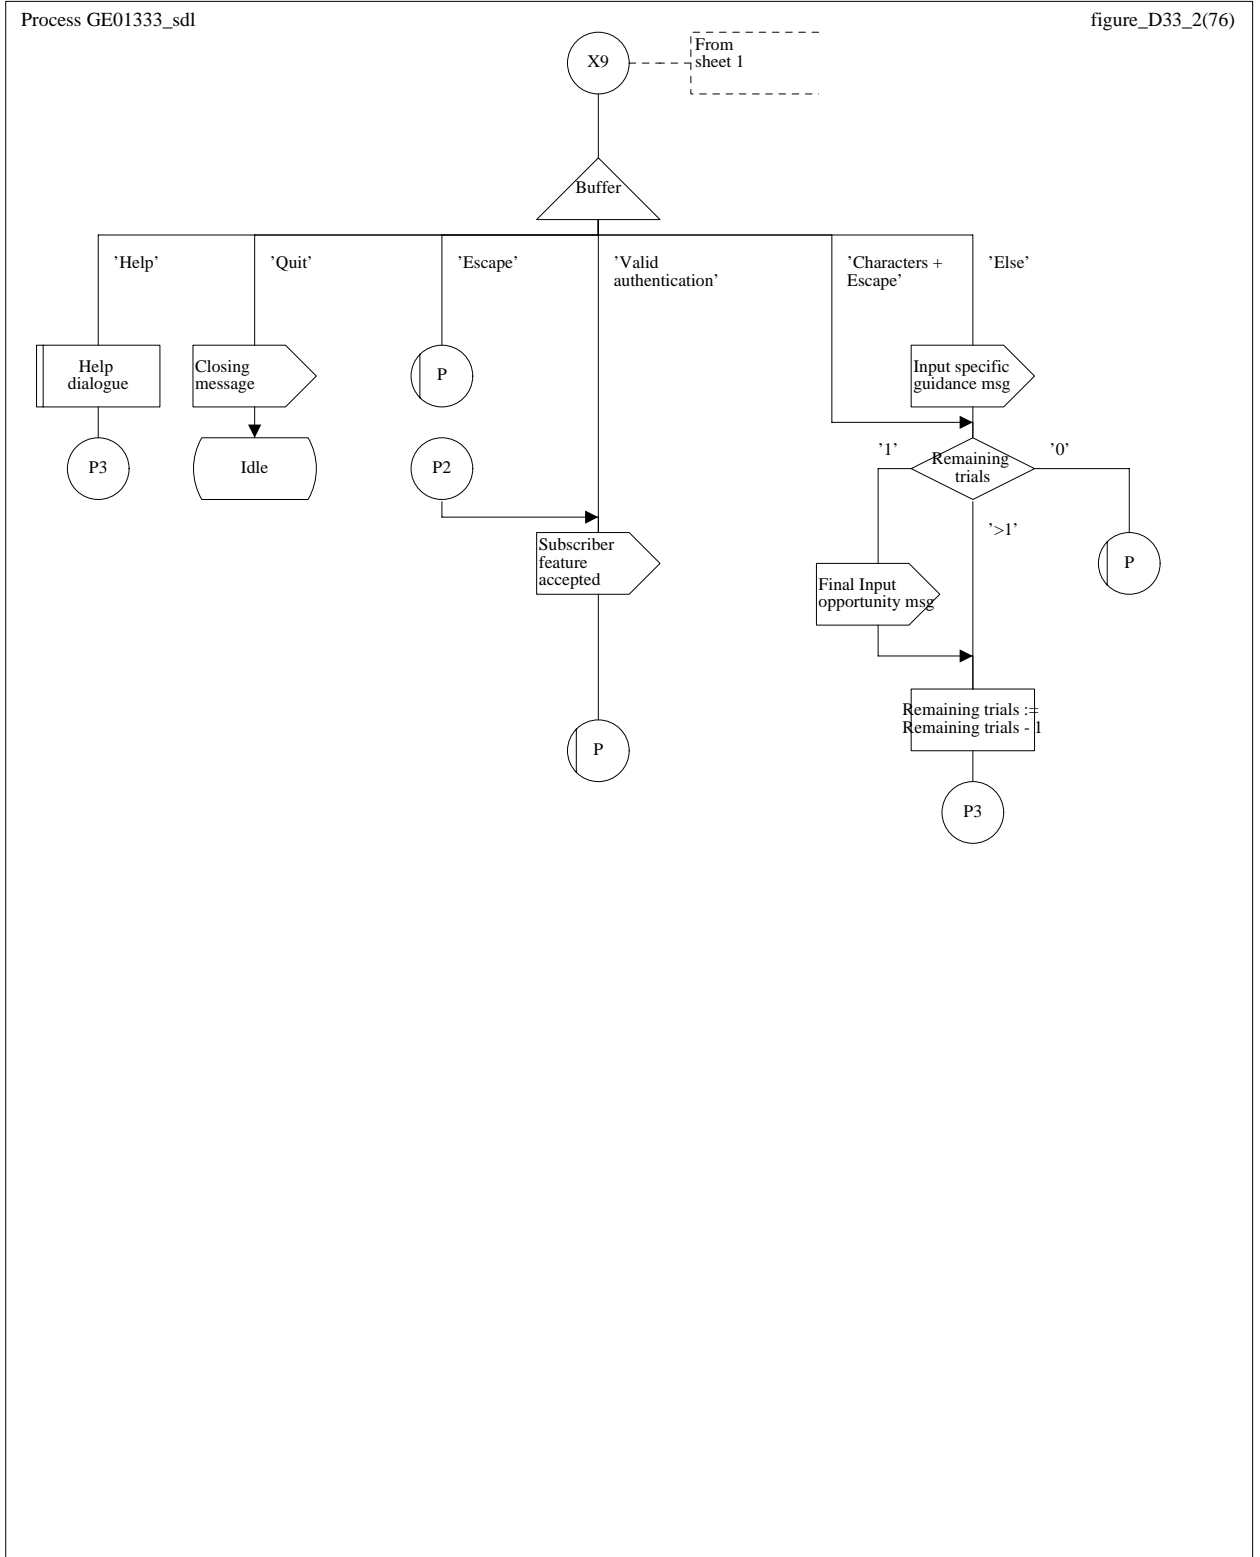 Process GE01333_sdl
figure_D33_2(76)
X9
From
sheet 1
Buffer
’Help’
’Quit’
’Escape’
’Valid
authentication’
’Characters +
Escape’
’Else’
Help
dialogue
Closing
message
P
Input specific
guidance msg
P3
Idle
P2
’1’
Remaining
trials
’0’
’>1’
Subscriber
feature
accepted
P
Final Input
opportunity msg
Remaining trials :=
Remaining trials - 1
P
P3